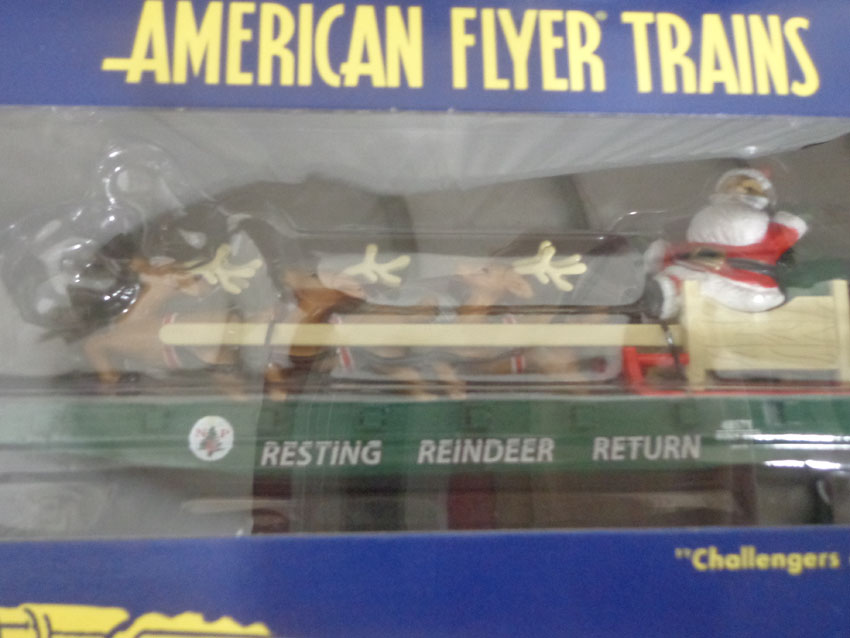 AMERICAN FLYER® TRAINS
N P
RESTING REINDEER RETURN
"Challengers